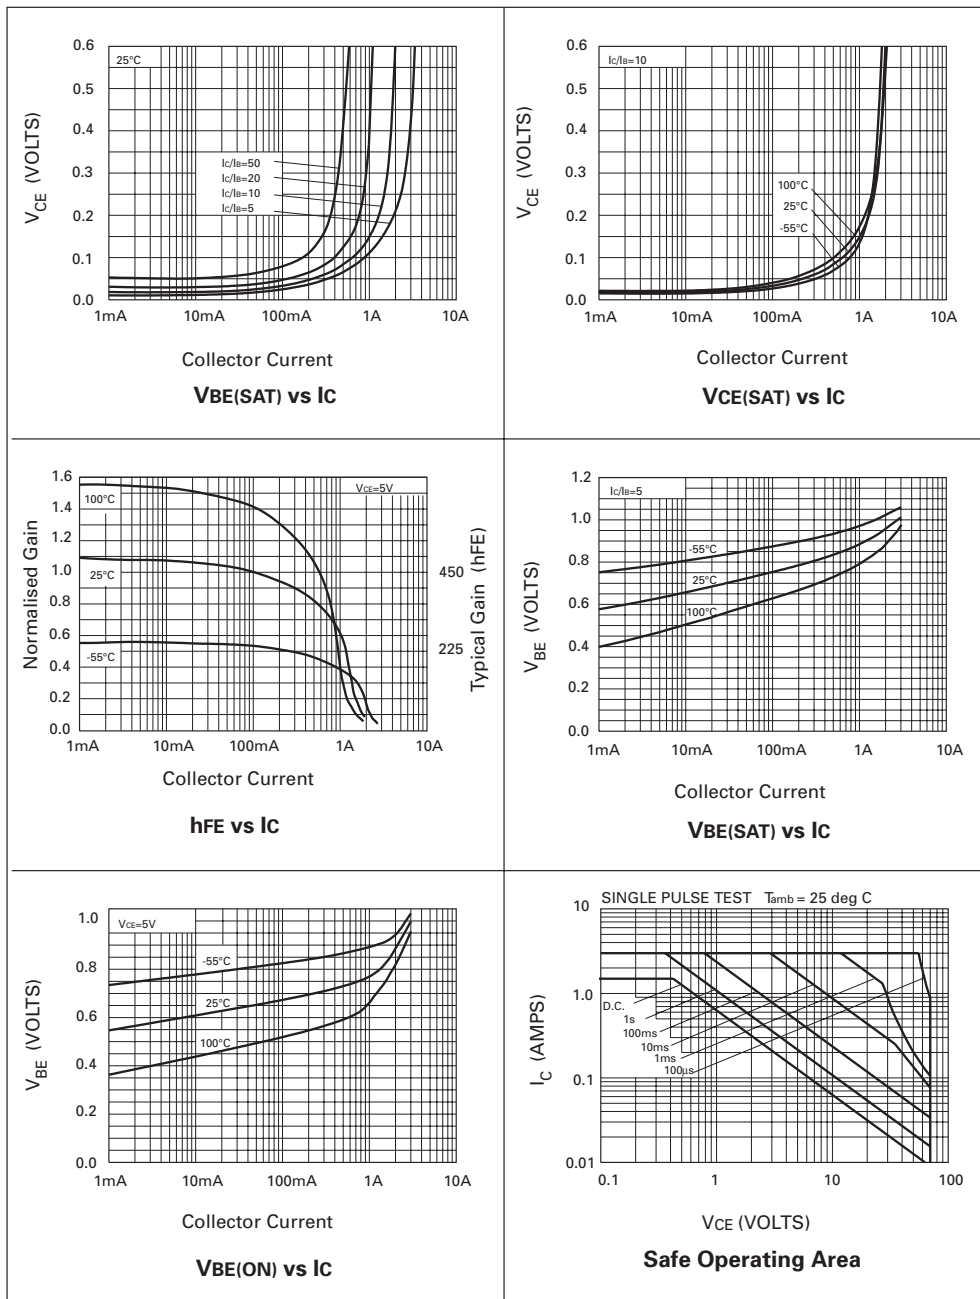 0.6
0.5
0.4
0.3
0.2
0.1
0.0
VCE (VOLTS)
25°C
IC/IB=50
IC/IB=20
IC/IB=10
IC/IB=5
1mA 10mA 100mA 1A 10A
Collector Current
VBE(SAT) vs IC
0.6
0.5
0.4
0.3
0.2
0.1
0.0
VCE (VOLTS)
IC/IB=10
100°C
25°C
-55°C
1mA 10mA 100mA 1A 10A
Collector Current
VCE(SAT) vs IC
1.6
1.4
1.2
1.0
0.8
0.6
0.4
0.2
0.0
Normalised Gain
VCE=5V
100°C
25°C
-55°C
450
225
Typical Gain (hFE)
1mA 10mA 100mA 1A 10A
Collector Current
hFE vs IC
1.2
1.0
0.8
0.6
0.4
0.2
0.0
VBE (VOLTS)
IC/IB=5
-55°C
25°C
100°C
1mA 10mA 100mA 1A 10A
Collector Current
VBE(SAT) vs IC
1.0
0.8
0.6
0.4
0.2
0.0
VBE (VOLTS)
VCE=5V
-55°C
25°C
100°C
1mA 10mA 100mA 1A 10A
Collector Current
VBE(ON) vs IC
SINGLE PULSE TEST Tamb = 25 deg C
10
1.0
0.1
0.01
IC (AMPS)
D.C.
1s
100ms
10ms
1ms
100µs
0.1 1 10 100
VCE (VOLTS)
Safe Operating Area